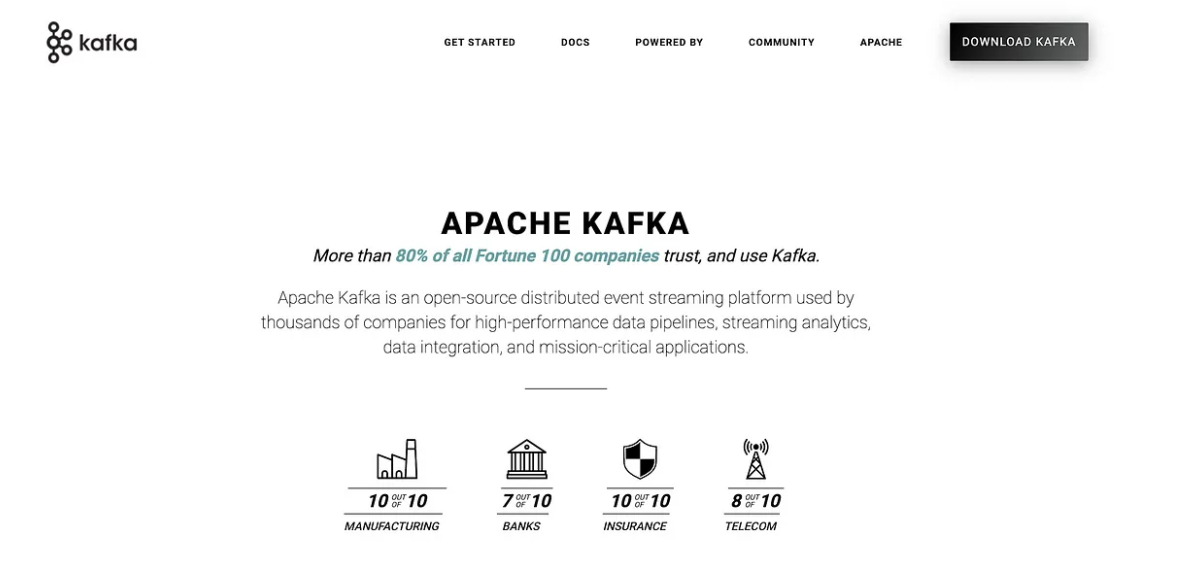 kafka
GET STARTED DOCS POWERED BY COMMUNITY APACHE DOWNLOAD KAFKA
APACHE KAFKA
More than 80% of all Fortune 100 companies trust, and use Kafka.
Apache Kafka is an open-source distributed event streaming platform used by
thousands of companies for high-performance data pipelines, streaming analytics,
data integration, and mission-critical applications.
10 OUT OF 10 7 OUT OF 10 10 OUT OF 10 8 OUT OF 10
MANUFACTURING BANKS INSURANCE TELECOM